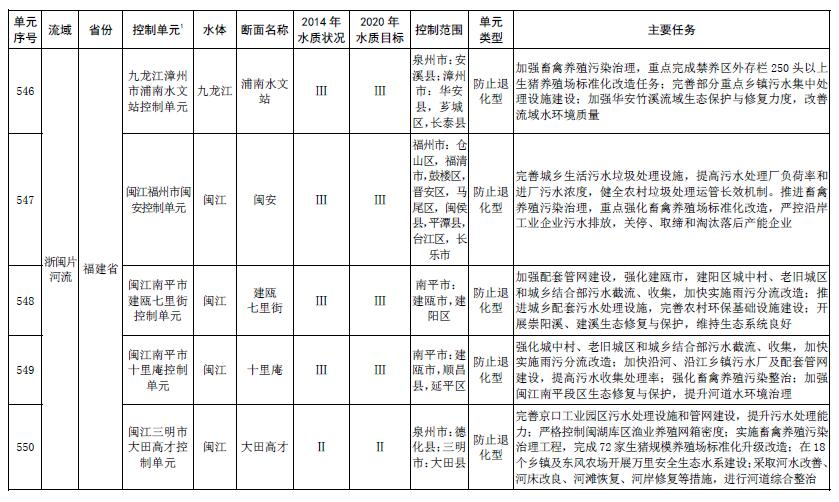 单元
序号
流域
省份
控制单元1
水体
断面名称
2014年
水质状况
2020年
水质目标
控制范围
单元
类型
主要任务
浙闽片
河流
福建省
546
九龙江漳州
市浦南水文
站控制单元
九龙江
浦南水文
站
III
III
泉州市：安
溪县；漳州
市：华安
县，芗城
区，长泰县
防止退
化型
加强畜禽养殖污染治理，重点完成禁养区外存栏250头以上
生猪养殖场标准化改造任务；完善部分重点乡镇污水集中处
理设施建设；加强华安竹溪流域生态保护与修复力度，改善
流域水环境质量
547
闽江福州市闽
安控制单元
闽江
闽安
III
III
福州市：仓
山区，福清
市，鼓楼区，
晋安区，马
尾区，闽侯
县，平潭县，
台江区，长
乐市
防止退
化型
完善城乡生活污水垃圾处理设施，提高污水处理厂负荷率和
进厂污水浓度，健全农村垃圾处理运管长效机制。推进畜禽
养殖污染治理，重点强化畜禽养殖场标准化改造，严控沿岸
工业企业污水排放，关停、取缔和淘汰落后产能企业
548
闽江南平市
建瓯七里街
控制单元
闽江
建瓯
七里街
III
III
南平市：
建瓯市，建
阳区
防止退
化型
加强配套管网建设，强化建瓯市，建阳区城中村、老旧城区
和城乡结合部污水截流、收集，加快实施雨污分流改造；推
进城乡配套污水处理设施，完善农村环保基础设施建设；开
展崇阳溪、建溪生态修复与保护，维持生态系统良好
549
闽江南平市
十里庵控制
单元
闽江
十里庵
III
III
南平市：建
瓯市，顺昌
县，延平区
防止退
化型
强化城中村、老旧城区和城乡结合部污水截流、收集，加快
实施雨污分流改造；加快沿河、沿江乡镇污水厂及配套管网
建设，提高污水收集处理率；强化畜禽养殖污染整治；加强
闽江南平段区生态修复与保护，提升河道水环境治理
550
闽江三明市
大田高才控
制单元
闽江
大田高才
II
II
泉州市：德
化县；三明
市：大田县
防止退
化型
完善京口工业园区污水处理设施和管网建设，提升污水处理能
力；严格控制闽湖库区渔业养殖网箱密度；实施畜禽养殖污染
治理工程，完成72家生猪规模养殖场标准化升级改造；在18
个乡镇及东风农场开展万里安全生态水系建设；采取河水改善、
河床改良、河滩恢复、河岸修复等措施，进行河道综合整治